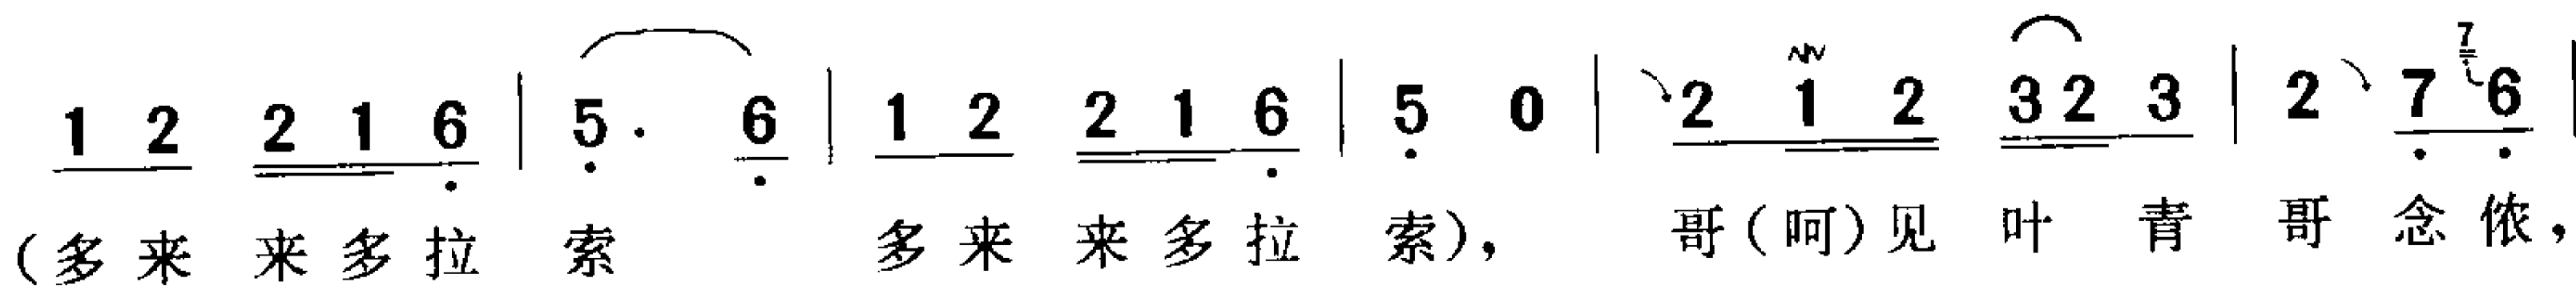 1 2 2 1 6 | 5 . 6 | 1 2 2 1 6 | 5 0 | 2 1 2 3 2 3 | 2 7 7 6 |
(多来 来多拉 索 多来 来多拉 索), 哥(呵)见 叶 青 哥 念侬,